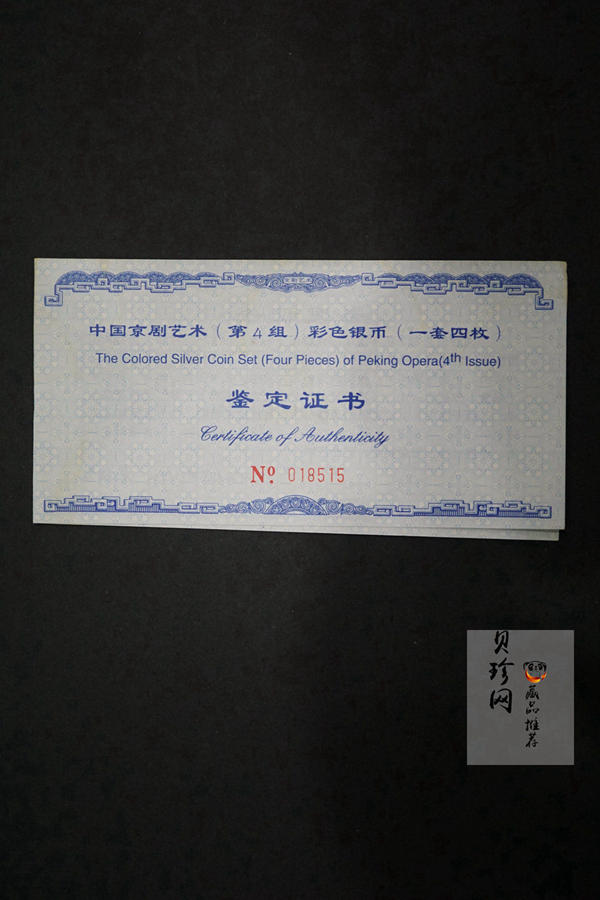 中国京剧艺术（第4组）彩色银币（一套四枚）
The Colored Silver Coin Set (Four Pieces) of Peking Opera(4th Issue)
鉴定证书
Certificate of Authenticity
Nº 018515
贝珍网
藏品推荐